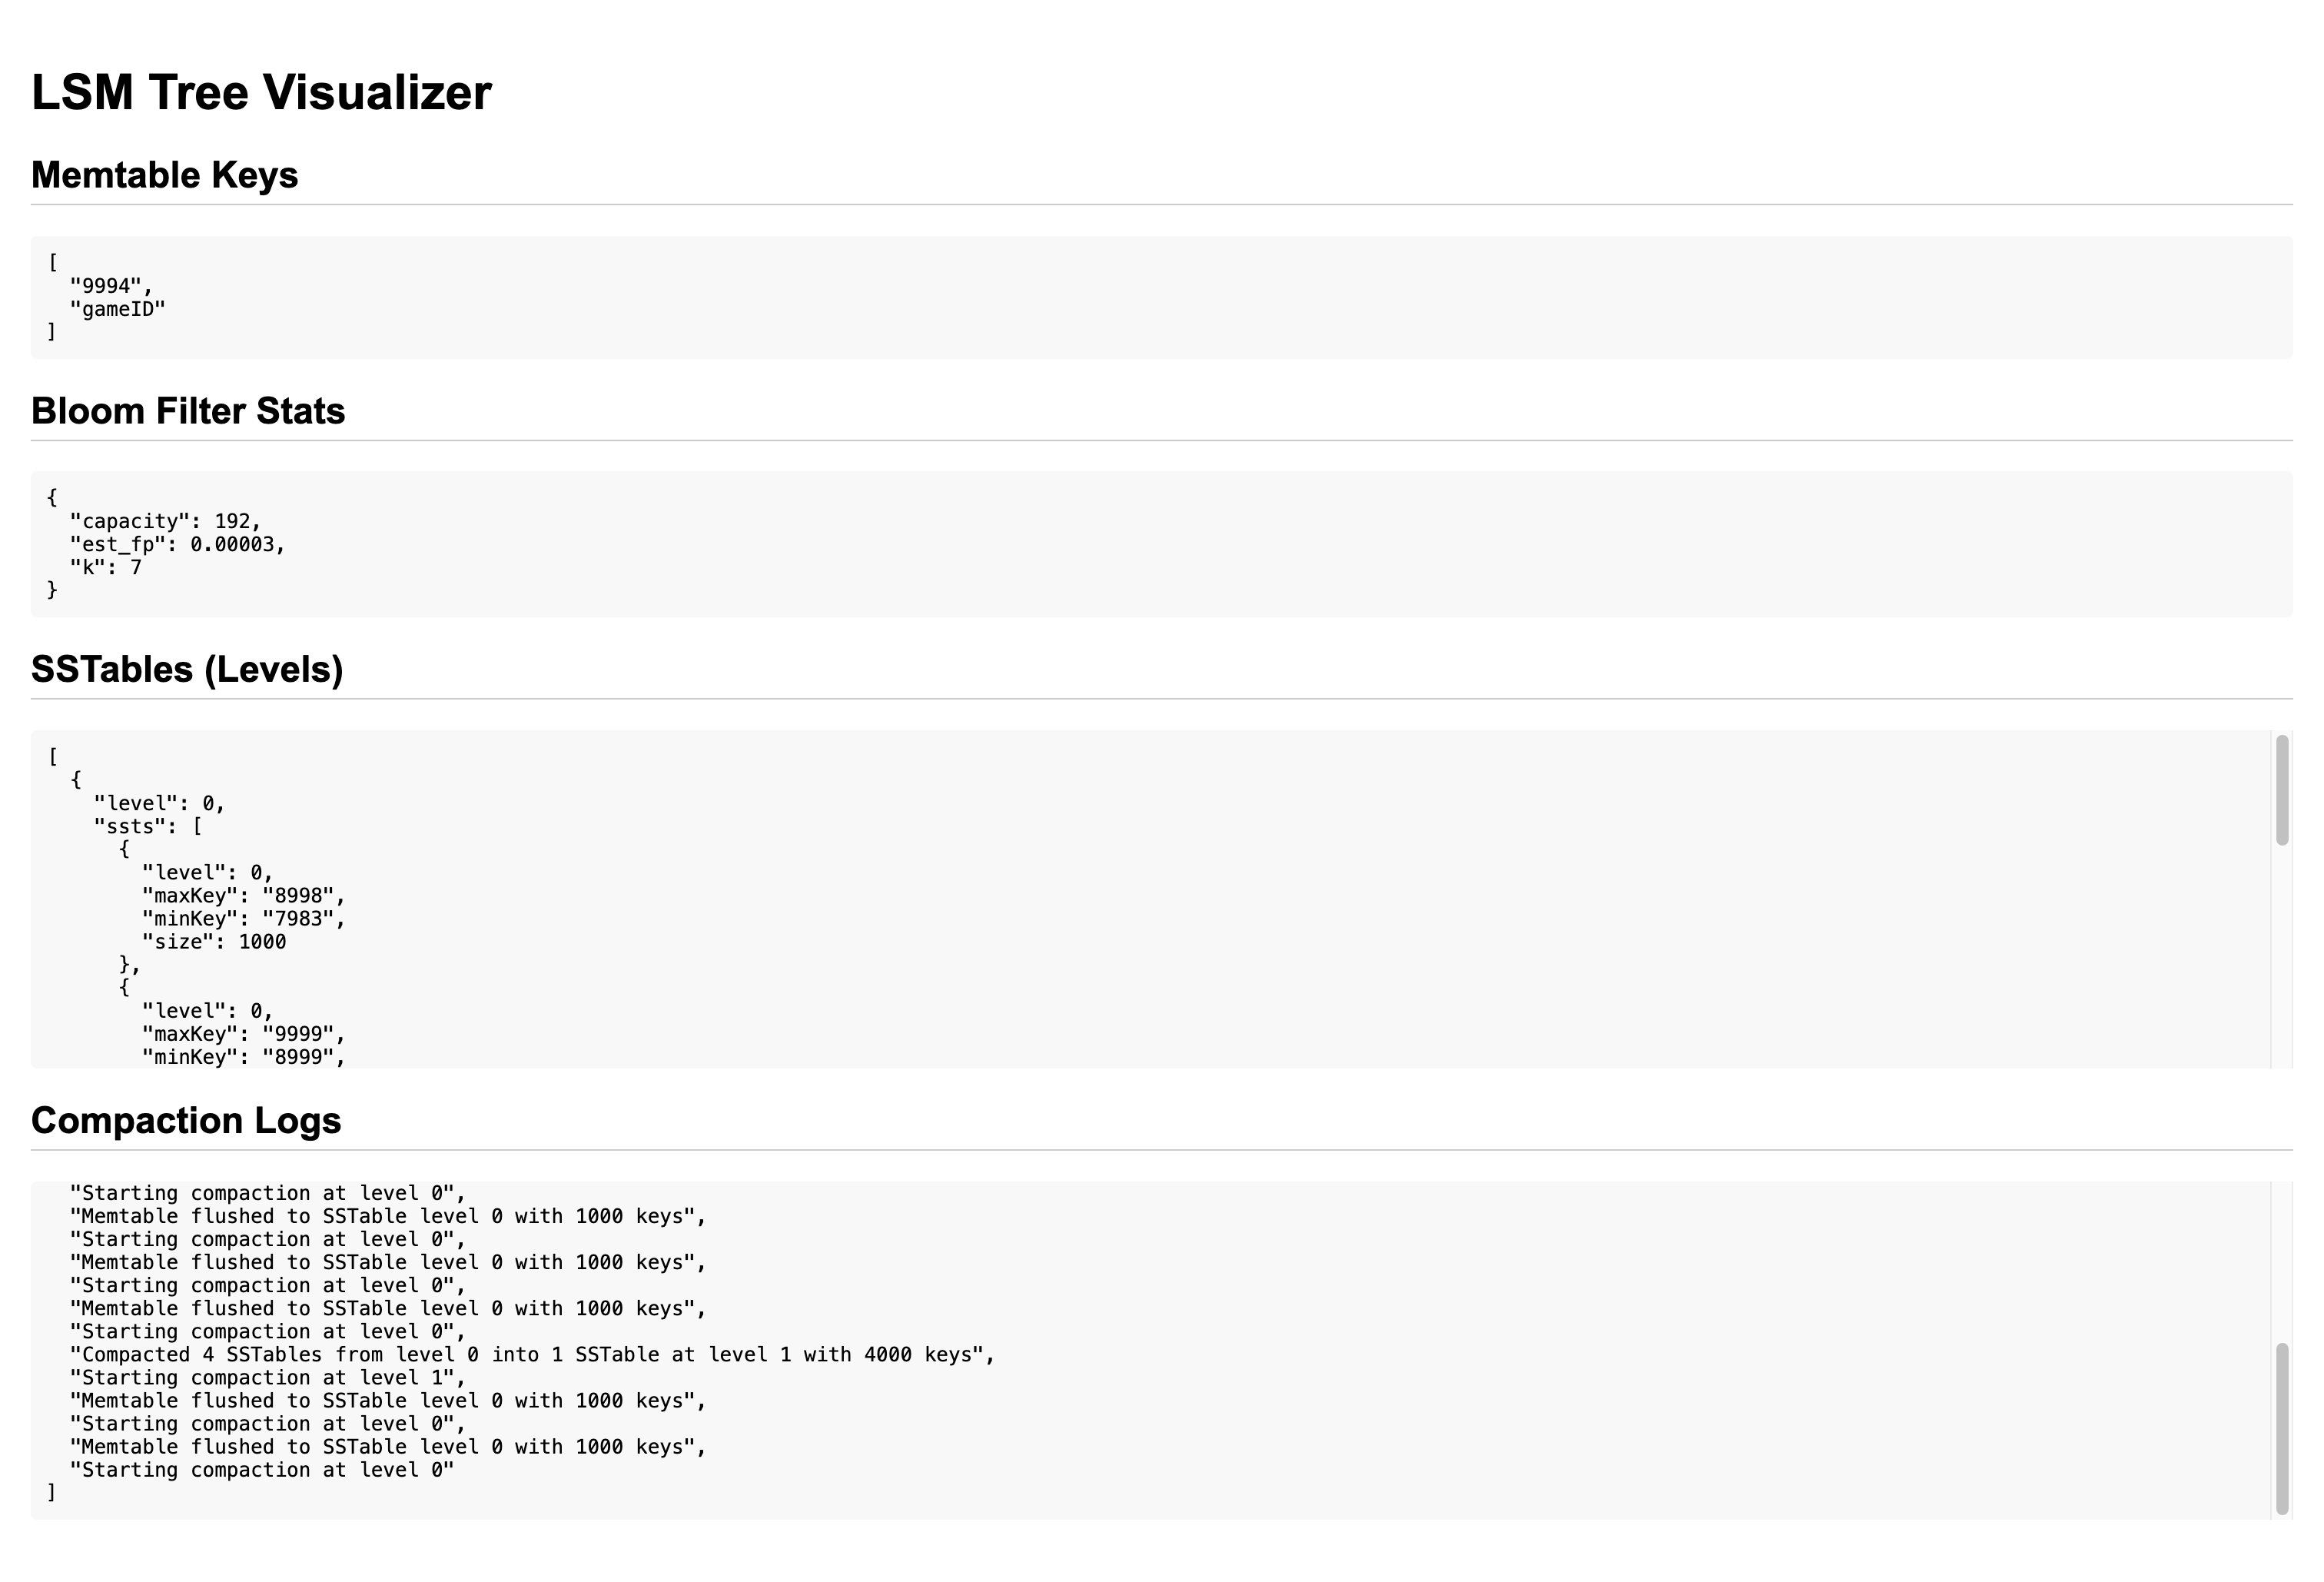 LSM Tree Visualizer
Memtable Keys
[
  "9994",
  "gameID"
]
Bloom Filter Stats
{
  "capacity": 192,
  "est_fp": 0.00003,
  "k": 7
}
SSTables (Levels)
[
  {
    "level": 0,
    "ssts": [
      {
        "level": 0,
        "maxKey": "8998",
        "minKey": "7983",
        "size": 1000
      },
      {
        "level": 0,
        "maxKey": "9999",
        "minKey": "8999",
Compaction Logs
  "Starting compaction at level 0",
  "Memtable flushed to SSTable level 0 with 1000 keys",
  "Starting compaction at level 0",
  "Memtable flushed to SSTable level 0 with 1000 keys",
  "Starting compaction at level 0",
  "Memtable flushed to SSTable level 0 with 1000 keys",
  "Starting compaction at level 0",
  "Compacted 4 SSTables from level 0 into 1 SSTable at level 1 with 4000 keys",
  "Starting compaction at level 1",
  "Memtable flushed to SSTable level 0 with 1000 keys",
  "Starting compaction at level 0",
  "Memtable flushed to SSTable level 0 with 1000 keys",
  "Starting compaction at level 0"
]